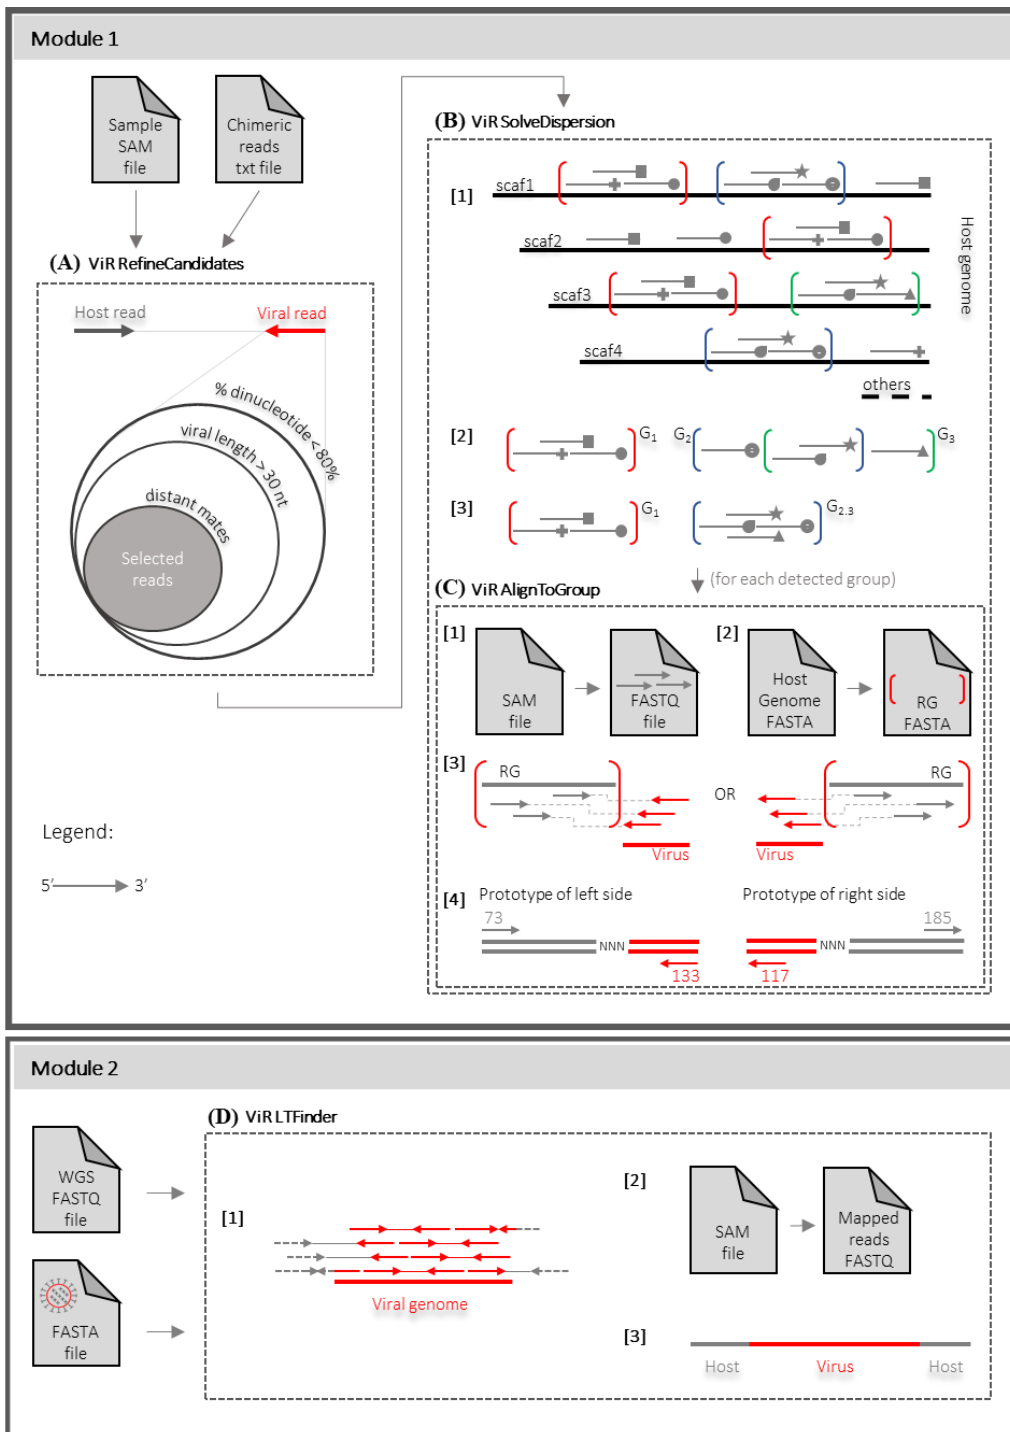 Module 1
Sample
SAM
file
Chimeric
reads
txt file
(A) ViR RefineCandidates
Host read
Viral read
% dinucleotide < 80%
viral length > 30 nt
distant mates
Selected
reads
Legend:
5' 3'
(B) ViR SolveDispersion
[1]
scaf1
scaf2
scaf3
scaf4
others
Host genome
[2]
G1
G2
G3
[3]
G1
G2.3
(for each detected group)
(C) ViR AlignToGroup
[1]
SAM
file
FASTQ
file
[2]
Host
Genome
FASTA
RG
FASTA
[3]
RG
Virus
OR
RG
Virus
[4]
Prototype of left side
73
NNN
133
Prototype of right side
185
NNN
117
Module 2
WGS
FASTQ
file
FASTA
file
(D) ViR LTFinder
[1]
Viral genome
[2]
SAM
file
Mapped
reads
FASTQ
[3]
Host Virus Host